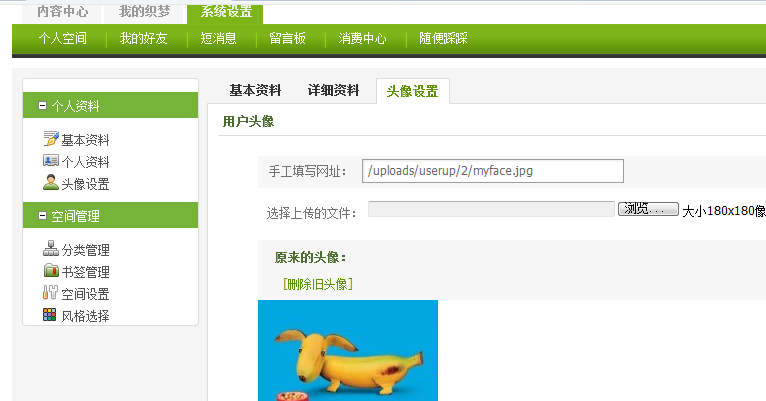 内容中心 我的织梦 系统设置
个人空间 我的好友 短消息 留言板 消费中心 随便踩踩
基本资料 详细资料 头像设置
个人资料
基本资料
个人资料
头像设置
空间管理
分类管理
书签管理
空间设置
风格选择
用户头像
手工填写网址： /uploads/userup/2/myface.jpg
选择上传的文件： 浏览... 大小180x180像
原来的头像：
[删除旧头像]